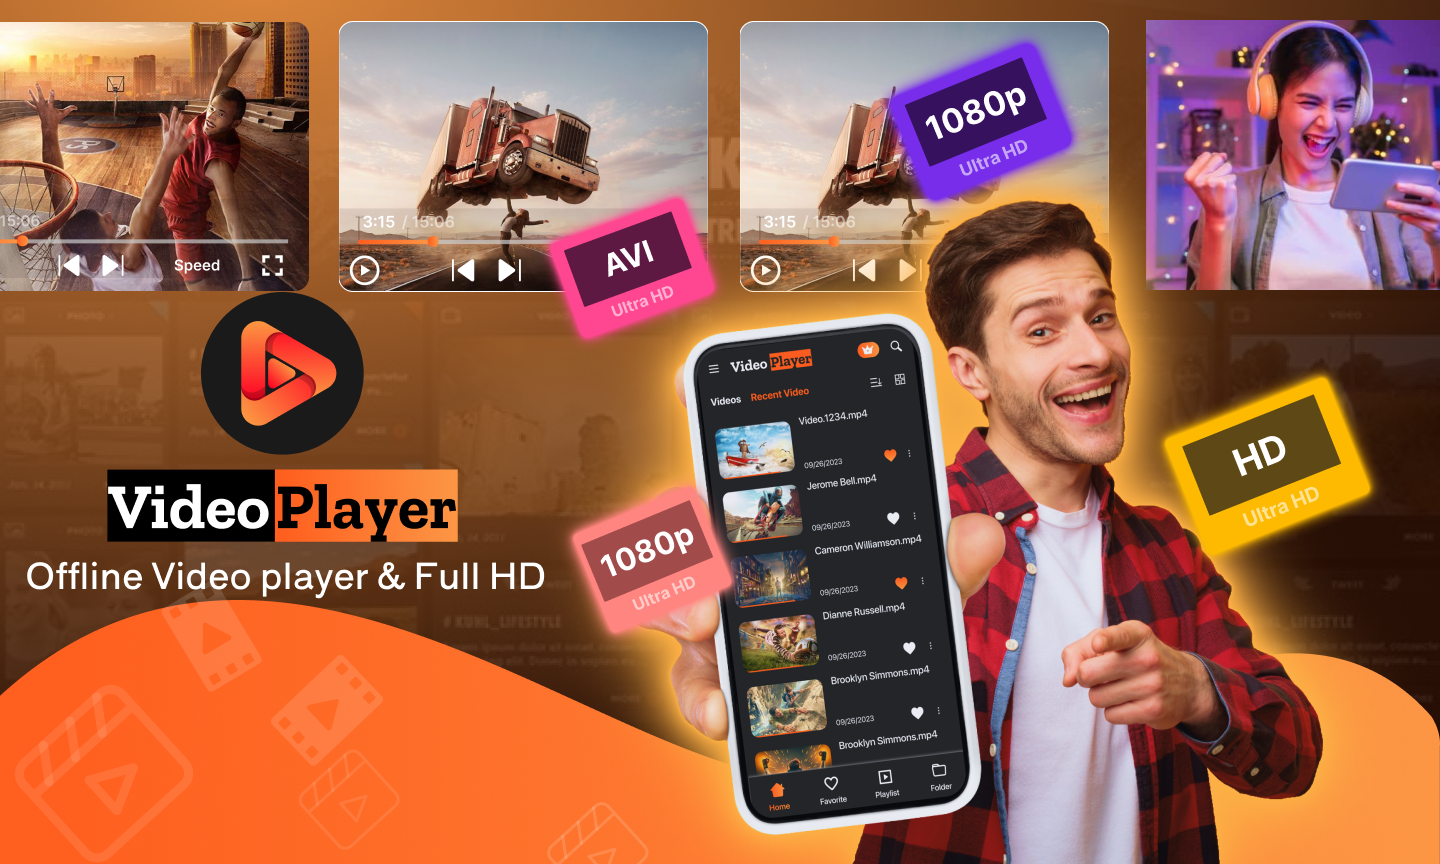 15:06
Speed
3:15 / 15:06
AVI
Ultra HD
3:15 / 15:06
1080p
Ultra HD
Video Player
Offline Video player & Full HD
Video Player
Videos Recent Video
Video.1234.mp4
09/26/2023
Jerome Bell.mp4
09/26/2023
Cameron Williamson.mp4
09/26/2023
Dianne Russell.mp4
09/26/2023
Brooklyn Simmons.mp4
09/26/2023
Brooklyn Simmons.mp4
Home Favorite Playlist Folder
1080p
Ultra HD
HD
Ultra HD
# KUHL_LIFESTYLE